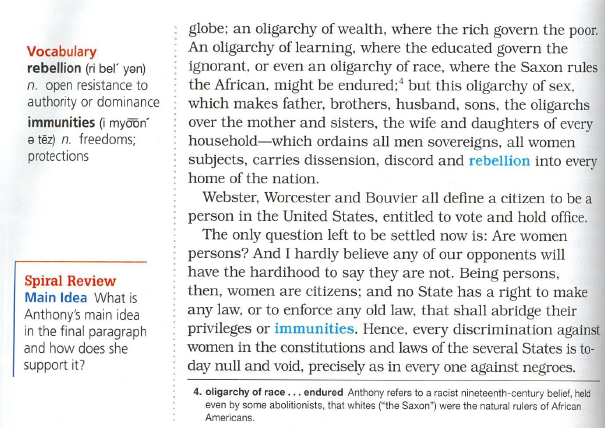 Vocabulary
rebellion (ri bel′ yən)
n. open resistance to
authority or dominance
immunities (i myo͞on′
ə tēz) n. freedoms;
protections
Spiral Review
Main Idea What is
Anthony's main idea
in the final paragraph
and how does she
support it?
globe; an oligarchy of wealth, where the rich govern the poor.
An oligarchy of learning, where the educated govern the
ignorant, or even an oligarchy of race, where the Saxon rules
the African, might be endured;⁴ but this oligarchy of sex,
which makes father, brothers, husband, sons, the oligarchs
over the mother and sisters, the wife and daughters of every
household—which ordains all men sovereigns, all women
subjects, carries dissension, discord and rebellion into every
home of the nation.
Webster, Worcester and Bouvier all define a citizen to be a
person in the United States, entitled to vote and hold office.
The only question left to be settled now is: Are women
persons? And I hardly believe any of our opponents will
have the hardihood to say they are not. Being persons,
then, women are citizens; and no State has a right to make
any law, or to enforce any old law, that shall abridge their
privileges or immunities. Hence, every discrimination against
women in the constitutions and laws of the several States is to-
day null and void, precisely as in every one against negroes.
4. oligarchy of race . . . endured Anthony refers to a racist nineteenth-century belief, held
even by some abolitionists, that whites ("the Saxon") were the natural rulers of African
Americans.